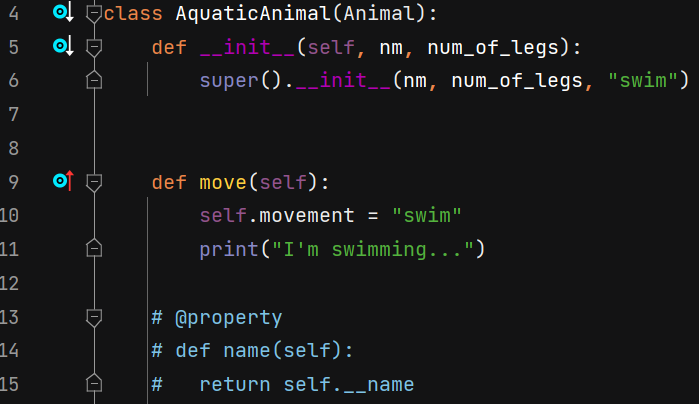 4 class AquaticAnimal(Animal):
5     def __init__(self, nm, num_of_legs):
6         super().__init__(nm, num_of_legs, "swim")
7
8
9     def move(self):
10         self.movement = "swim"
11         print("I'm swimming...")
12
13     # @property
14     # def name(self):
15     #   return self.__name